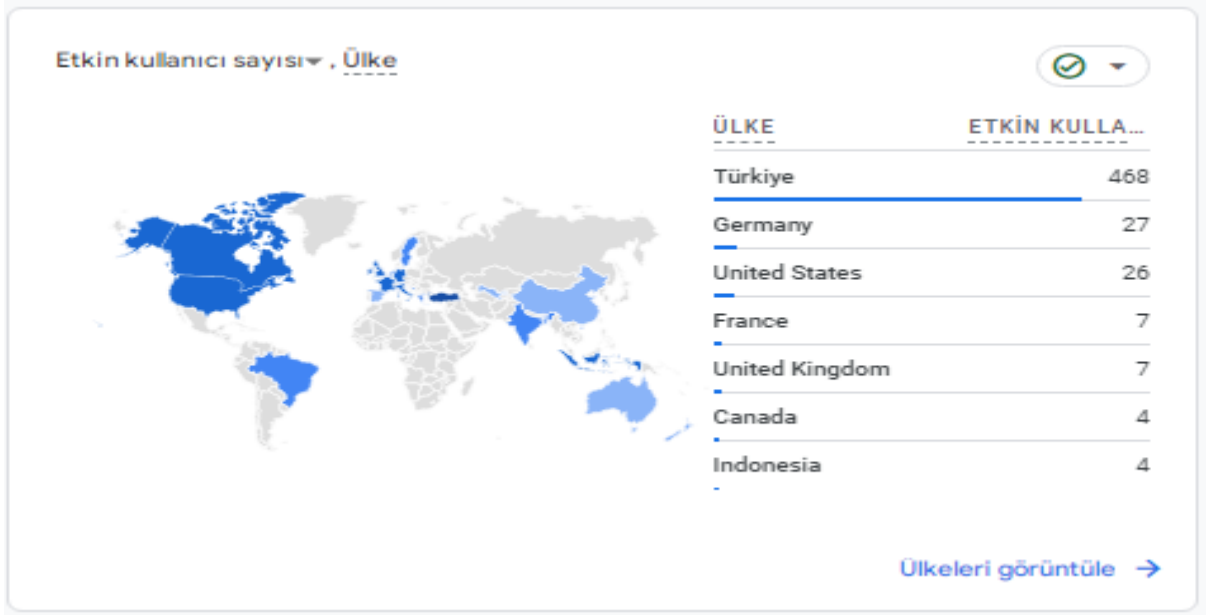 Etkin kullanıcı sayısı , Ülke
ÜLKE ETKİN KULLA...
Türkiye 468
Germany 27
United States 26
France 7
United Kingdom 7
Canada 4
Indonesia 4
Ülkeleri görüntüle →